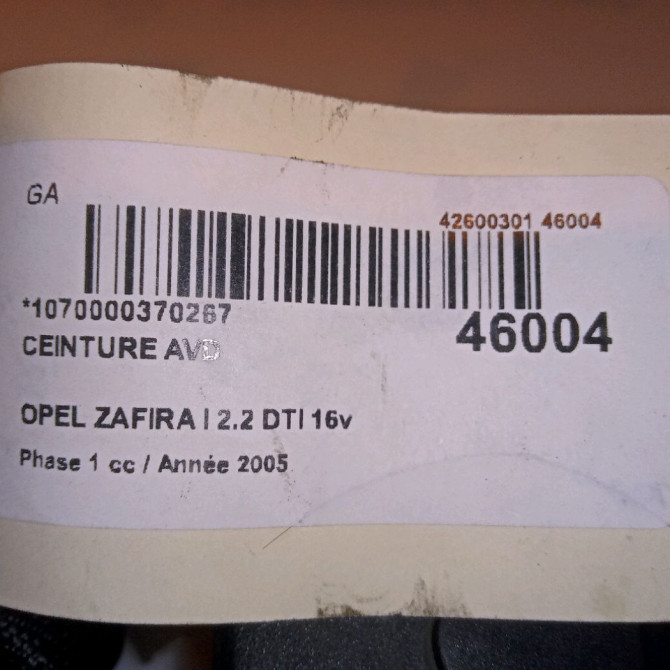 GA
42600301 46004
*1070000370267
46004
CEINTURE AVD
OPEL ZAFIRA I 2.2 DTI 16v
Phase 1 cc / Année 2005